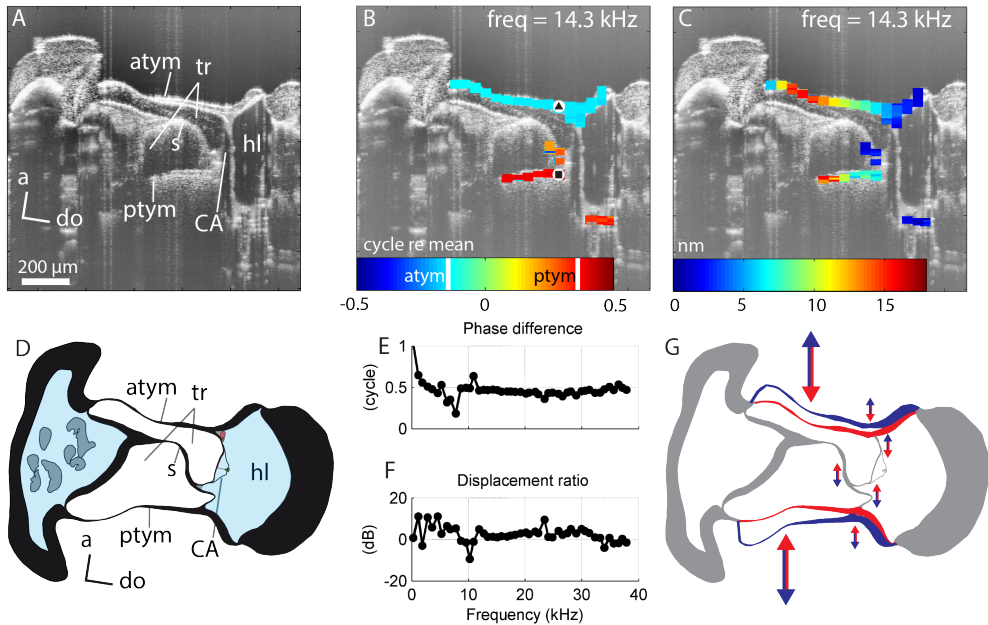 A
atym
tr
s
hl
a
do
ptym
CA
200 µm
B
freq = 14.3 kHz
cycle re mean
atym
ptym
-0.5
0
0.5
C
freq = 14.3 kHz
nm
0
5
10
15
D
atym
tr
s
hl
a
do
ptym
CA
Phase difference
E
1
0.5
0
(cycle)
F
Displacement ratio
20
0
-20
(dB)
0
10
20
30
40
Frequency (kHz)
G